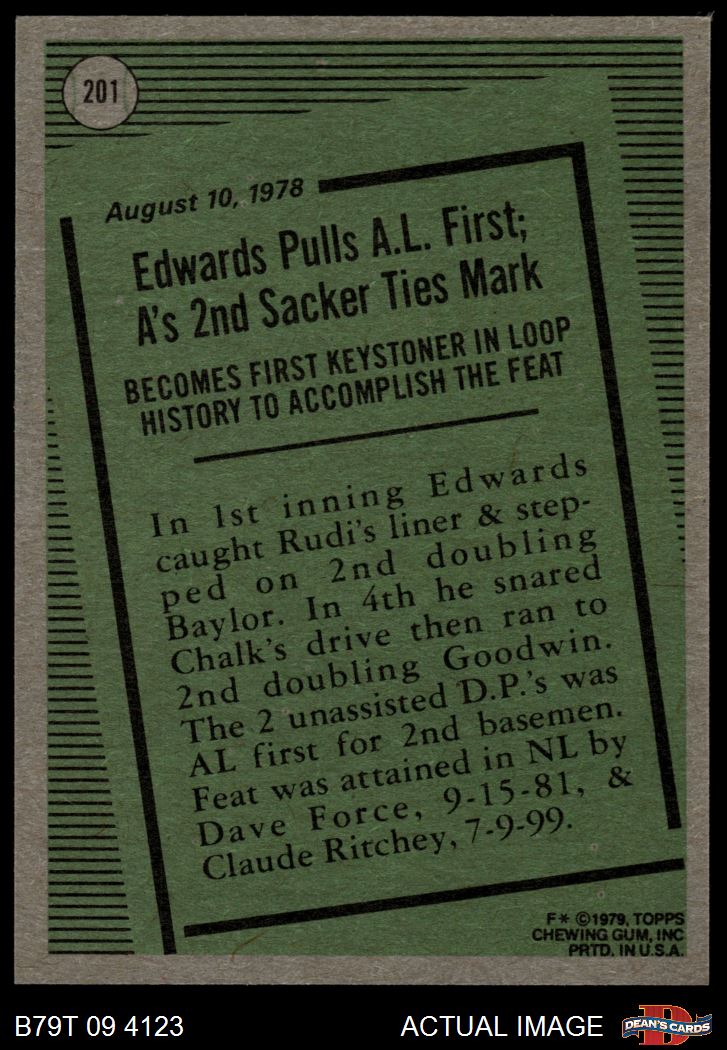 201
August 10, 1978
Edwards Pulls A.L. First;
A's 2nd Sacker Ties Mark
BECOMES FIRST KEYSTONER IN LOOP
HISTORY TO ACCOMPLISH THE FEAT
In 1st inning Edwards
caught Rudi's liner & step-
ped on 2nd doubling
Baylor. In 4th he snared
Chalk's drive then ran to
2nd doubling Goodwin.
The 2 unassisted D.P.'s was
AL first for 2nd basemen.
Feat was attained in NL by
Dave Force, 9-15-81, &
Claude Ritchey, 7-9-99.
F* ©1979, TOPPS
CHEWING GUM, INC
PRTD. IN U.S.A.
B79T 09 4123
ACTUAL IMAGE
D
DEAN'S CARDS